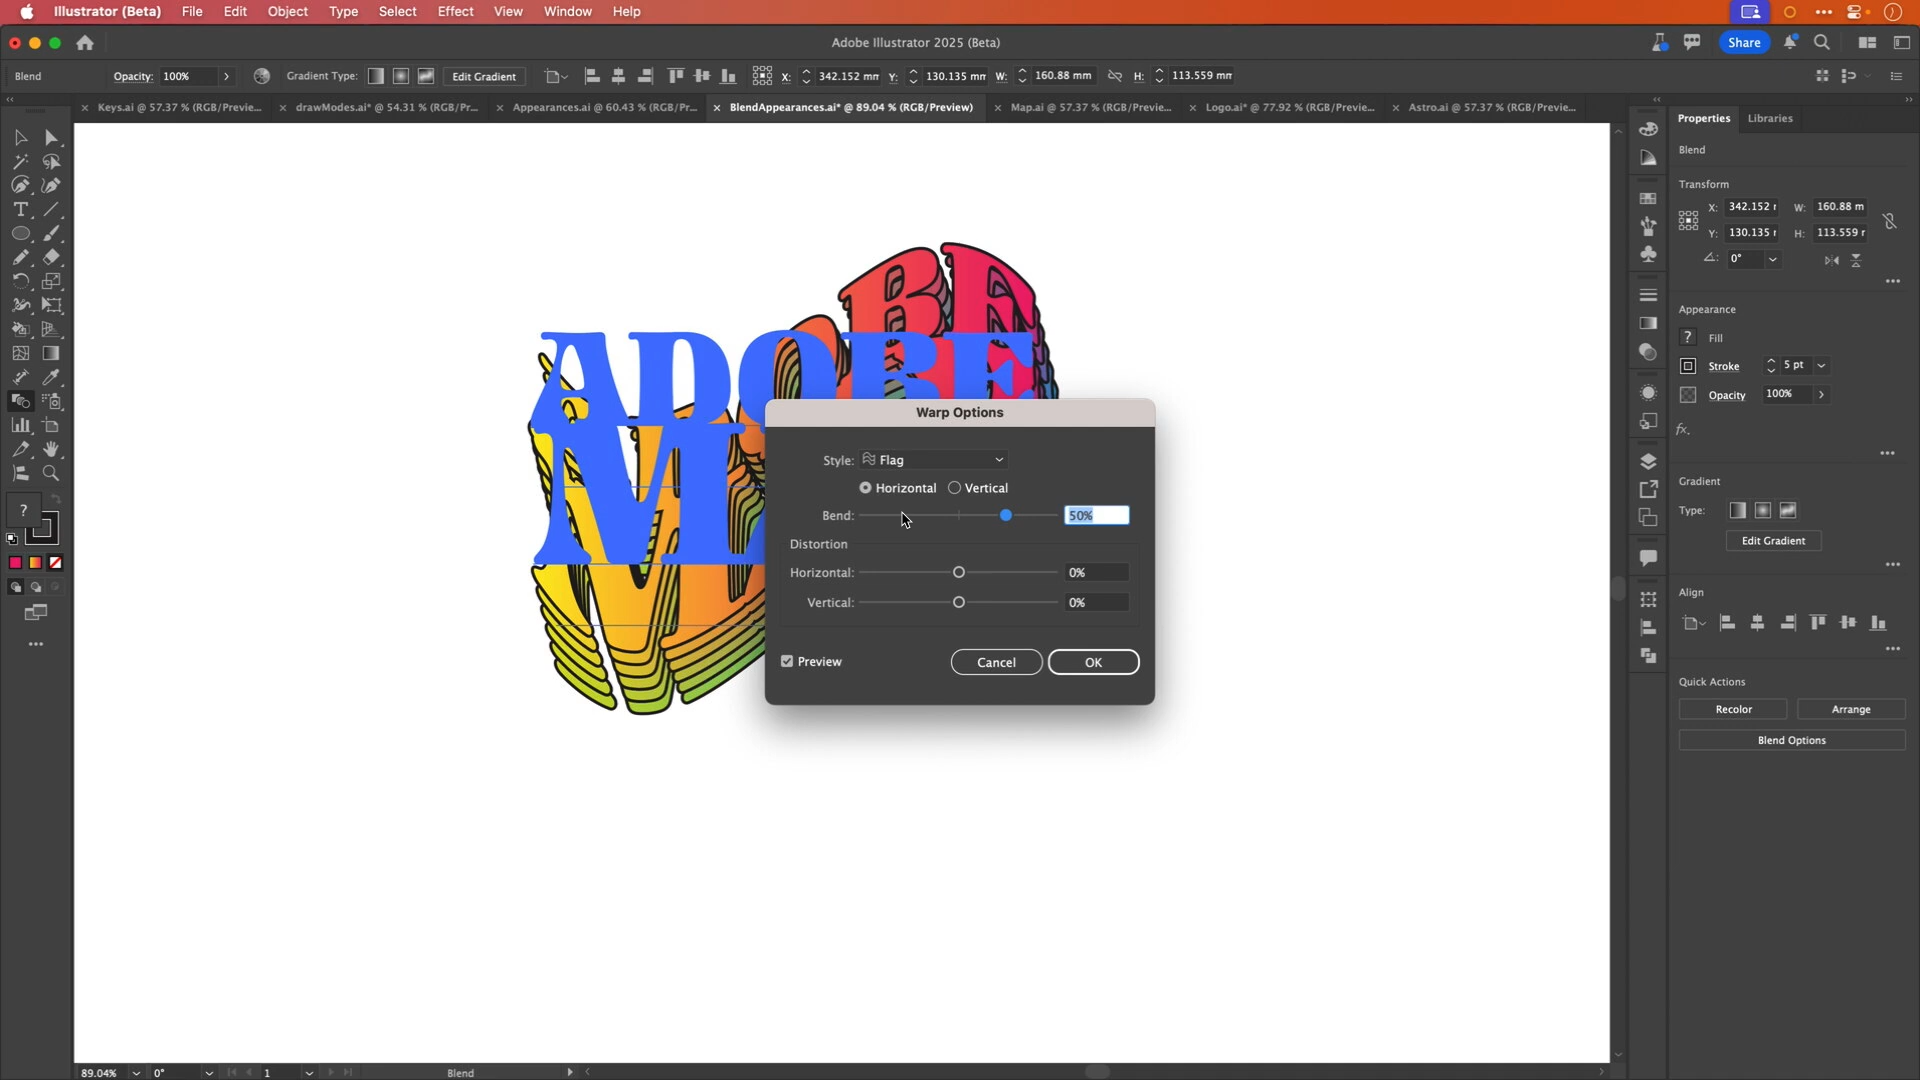 Illustrator (Beta) File Edit Object Type Select Effect View Window Help
Adobe Illustrator 2025 (Beta)
Share
Blend Opacity: 100% Gradient Type: Edit Gradient X: 342.152 mm Y: 130.135 mm W: 160.88 mm H: 113.559 mm
Keys.ai @ 57.37 % (RGB/Previe... drawModes.ai* @ 54.31 % (RGB/Pr... Appearances.ai @ 60.43 % (RGB/Pr... BlendAppearances.ai* @ 89.04 % (RGB/Preview) Map.ai @ 57.37 % (RGB/Previe... Logo.ai* @ 77.92 % (RGB/Previe... Astro.ai @ 57.37 % (RGB/Previe...
Properties Libraries
Blend
Transform
X: 342.152 r W: 160.88 m
Y: 130.135 r H: 113.559 r
0°
Appearance
? Fill
Stroke 5 pt
Opacity 100%
fx.
Gradient
Type:
Edit Gradient
Align
Quick Actions
Recolor Arrange
Blend Options
ADOBE
Warp Options
Style: Flag
Horizontal Vertical
Bend: 50%
Distortion
Horizontal: 0%
Vertical: 0%
Preview Cancel OK
?
89.04% 0° 1 Blend